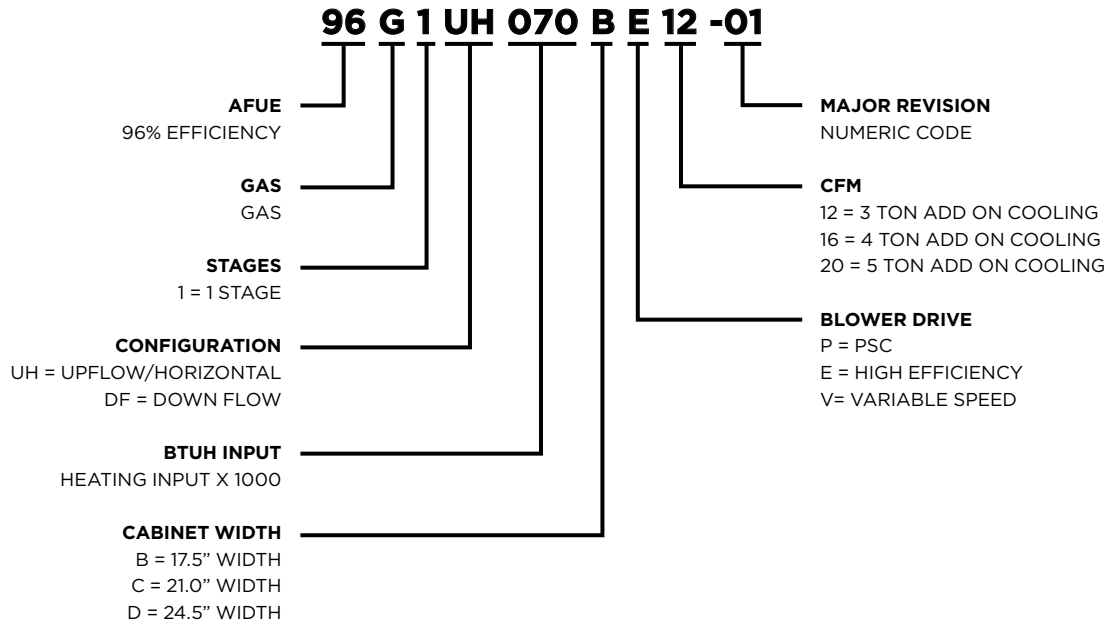 96 G 1 UH 070 B E 12 -01
AFUE
96% EFFICIENCY
GAS
GAS
STAGES
1 = 1 STAGE
CONFIGURATION
UH = UPFLOW/HORIZONTAL
DF = DOWN FLOW
BTUH INPUT
HEATING INPUT X 1000
CABINET WIDTH
B = 17.5” WIDTH
C = 21.0” WIDTH
D = 24.5” WIDTH
MAJOR REVISION
NUMERIC CODE
CFM
12 = 3 TON ADD ON COOLING
16 = 4 TON ADD ON COOLING
20 = 5 TON ADD ON COOLING
BLOWER DRIVE
P = PSC
E = HIGH EFFICIENCY
V= VARIABLE SPEED